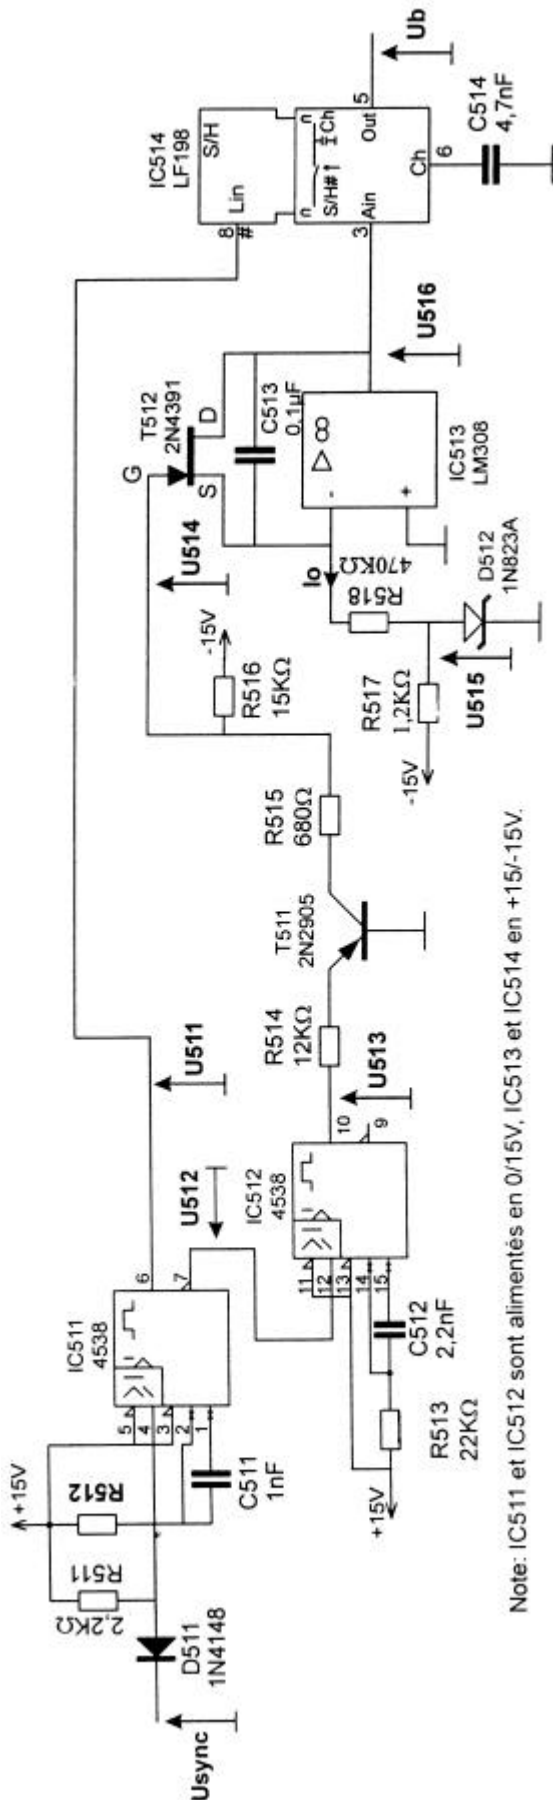 Usync
D511
1N4148
R511
2,2KΩ
R512
+15V
5
4
3
2
1
C511
1nF
IC511
4538
1
6
7
U511
U512
IC512
4538
1
11
12
13
14
15
10
9
C512
2,2nF
R513
22KΩ
+15V
U513
R514
12KΩ
T511
2N2905
R515
680Ω
R516
15KΩ
-15V
U514
R517
1,2KΩ
-15V
U515
D512
1N823A
R518
470KΩ
Io
G
S
D
T512
2N4391
C513
0,1µF
▷ ∞
-
+
IC513
LM308
U516
IC514
LF198
S/H
Lin
8
#
n
n
S/H#1
Ch
3
Ain
Out
5
Ch
6
C514
4,7nF
Ub
Note: IC511 et IC512 sont alimentés en 0/15V, IC513 et IC514 en +15/-15V.